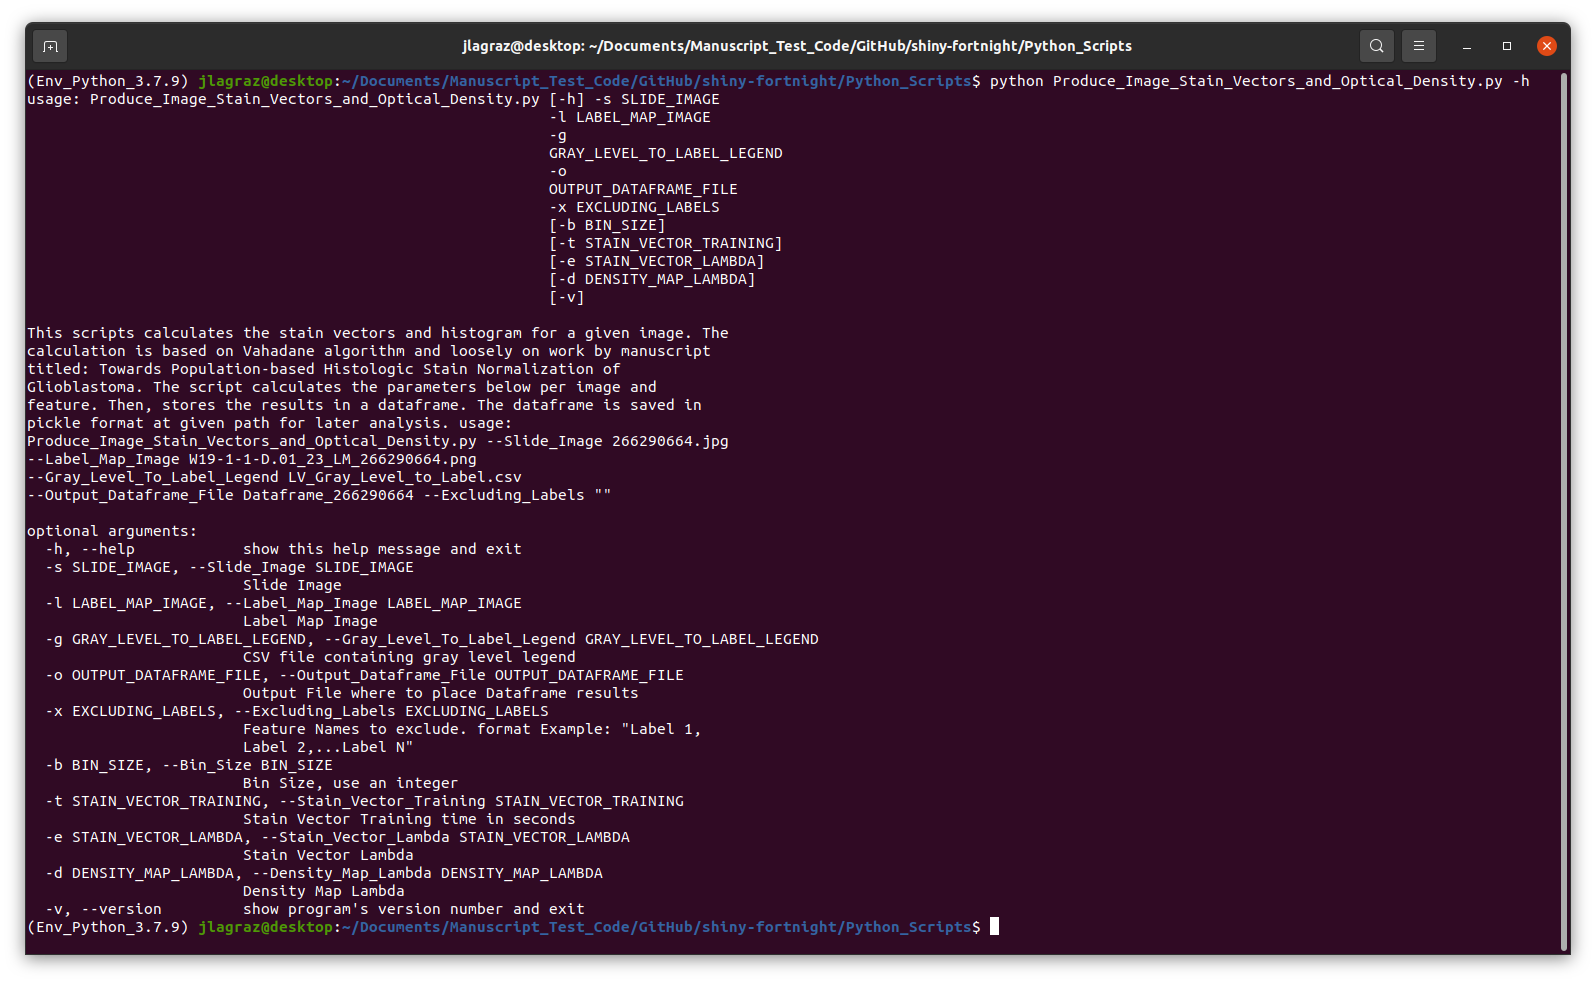 jlagraz@desktop: ~/Documents/Manuscript_Test_Code/GitHub/shiny-fortnight/Python_Scripts
(Env_Python_3.7.9) jlagraz@desktop:~/Documents/Manuscript_Test_Code/GitHub/shiny-fortnight/Python_Scripts$ python Produce_Image_Stain_Vectors_and_Optical_Density.py -h
usage: Produce_Image_Stain_Vectors_and_Optical_Density.py [-h] -s SLIDE_IMAGE
-l LABEL_MAP_IMAGE
-g
GRAY_LEVEL_TO_LABEL_LEGEND
-o
OUTPUT_DATAFRAME_FILE
-x EXCLUDING_LABELS
[-b BIN_SIZE]
[-t STAIN_VECTOR_TRAINING]
[-e STAIN_VECTOR_LAMBDA]
[-d DENSITY_MAP_LAMBDA]
[-v]
This scripts calculates the stain vectors and histogram for a given image. The
calculation is based on Vahadane algorithm and loosely on work by manuscript
titled: Towards Population-based Histologic Stain Normalization of
Glioblastoma. The script calculates the parameters below per image and
feature. Then, stores the results in a dataframe. The dataframe is saved in
pickle format at given path for later analysis. usage:
Produce_Image_Stain_Vectors_and_Optical_Density.py --Slide_Image 266290664.jpg
--Label_Map_Image W19-1-1-D.01_23_LM_266290664.png
--Gray_Level_To_Label_Legend LV_Gray_Level_to_Label.csv
--Output_Dataframe_File Dataframe_266290664 --Excluding_Labels ""
optional arguments:
-h, --help show this help message and exit
-s SLIDE_IMAGE, --Slide_Image SLIDE_IMAGE
Slide Image
-l LABEL_MAP_IMAGE, --Label_Map_Image LABEL_MAP_IMAGE
Label Map Image
-g GRAY_LEVEL_TO_LABEL_LEGEND, --Gray_Level_To_Label_Legend GRAY_LEVEL_TO_LABEL_LEGEND
CSV file containing gray level legend
-o OUTPUT_DATAFRAME_FILE, --Output_Dataframe_File OUTPUT_DATAFRAME_FILE
Output File where to place Dataframe results
-x EXCLUDING_LABELS, --Excluding_Labels EXCLUDING_LABELS
Feature Names to exclude. format Example: "Label 1,
Label 2,...Label N"
-b BIN_SIZE, --Bin_Size BIN_SIZE
Bin Size, use an integer
-t STAIN_VECTOR_TRAINING, --Stain_Vector_Training STAIN_VECTOR_TRAINING
Stain Vector Training time in seconds
-e STAIN_VECTOR_LAMBDA, --Stain_Vector_Lambda STAIN_VECTOR_LAMBDA
Stain Vector Lambda
-d DENSITY_MAP_LAMBDA, --Density_Map_Lambda DENSITY_MAP_LAMBDA
Density Map Lambda
-v, --version show program's version number and exit
(Env_Python_3.7.9) jlagraz@desktop:~/Documents/Manuscript_Test_Code/GitHub/shiny-fortnight/Python_Scripts$